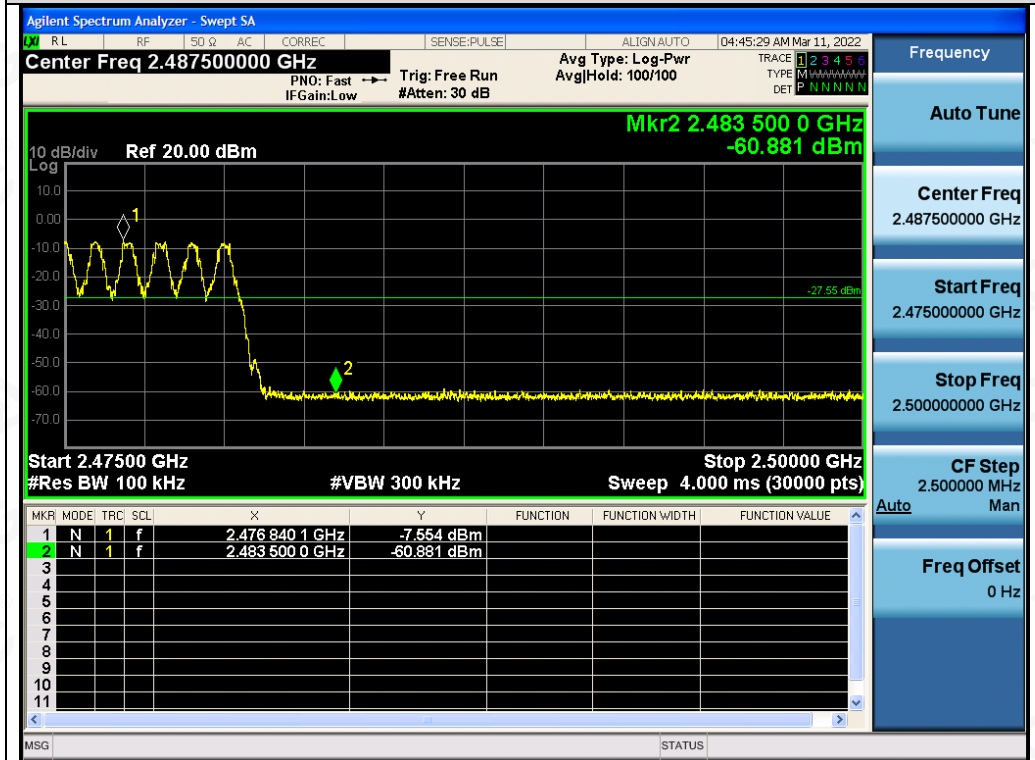 Agilent Spectrum Analyzer - Swept SA
LXI RL RF 50 Ω AC CORREC SENSE:PULSE ALIGN AUTO 04:45:29 AM Mar 11, 2022
Center Freq 2.487500000 GHz
PNO: Fast
IFGain:Low
Trig: Free Run
#Atten: 30 dB
Avg Type: Log-Pwr
Avg|Hold: 100/100
TRACE 1 2 3 4 5 6
TYPE M W W W W W
DET P N N N N N
Mkr2 2.483 500 0 GHz
-60.881 dBm
10 dB/div Ref 20.00 dBm
Log
10.0
0.00
-10.0
-20.0
-30.0
-40.0
-50.0
-60.0
-70.0
1
-27.55 dBm
2
Start 2.47500 GHz Stop 2.50000 GHz
#Res BW 100 kHz #VBW 300 kHz Sweep 4.000 ms (30000 pts)
MKR MODE TRC SCL X Y FUNCTION FUNCTION WIDTH FUNCTION VALUE
1 N 1 f 2.476 840 1 GHz -7.554 dBm
2 N 1 f 2.483 500 0 GHz -60.881 dBm
3
4
5
6
7
8
9
10
11
MSG STATUS
Frequency
Auto Tune
Center Freq
2.487500000 GHz
Start Freq
2.475000000 GHz
Stop Freq
2.500000000 GHz
CF Step
2.500000 MHz
Auto Man
Freq Offset
0 Hz